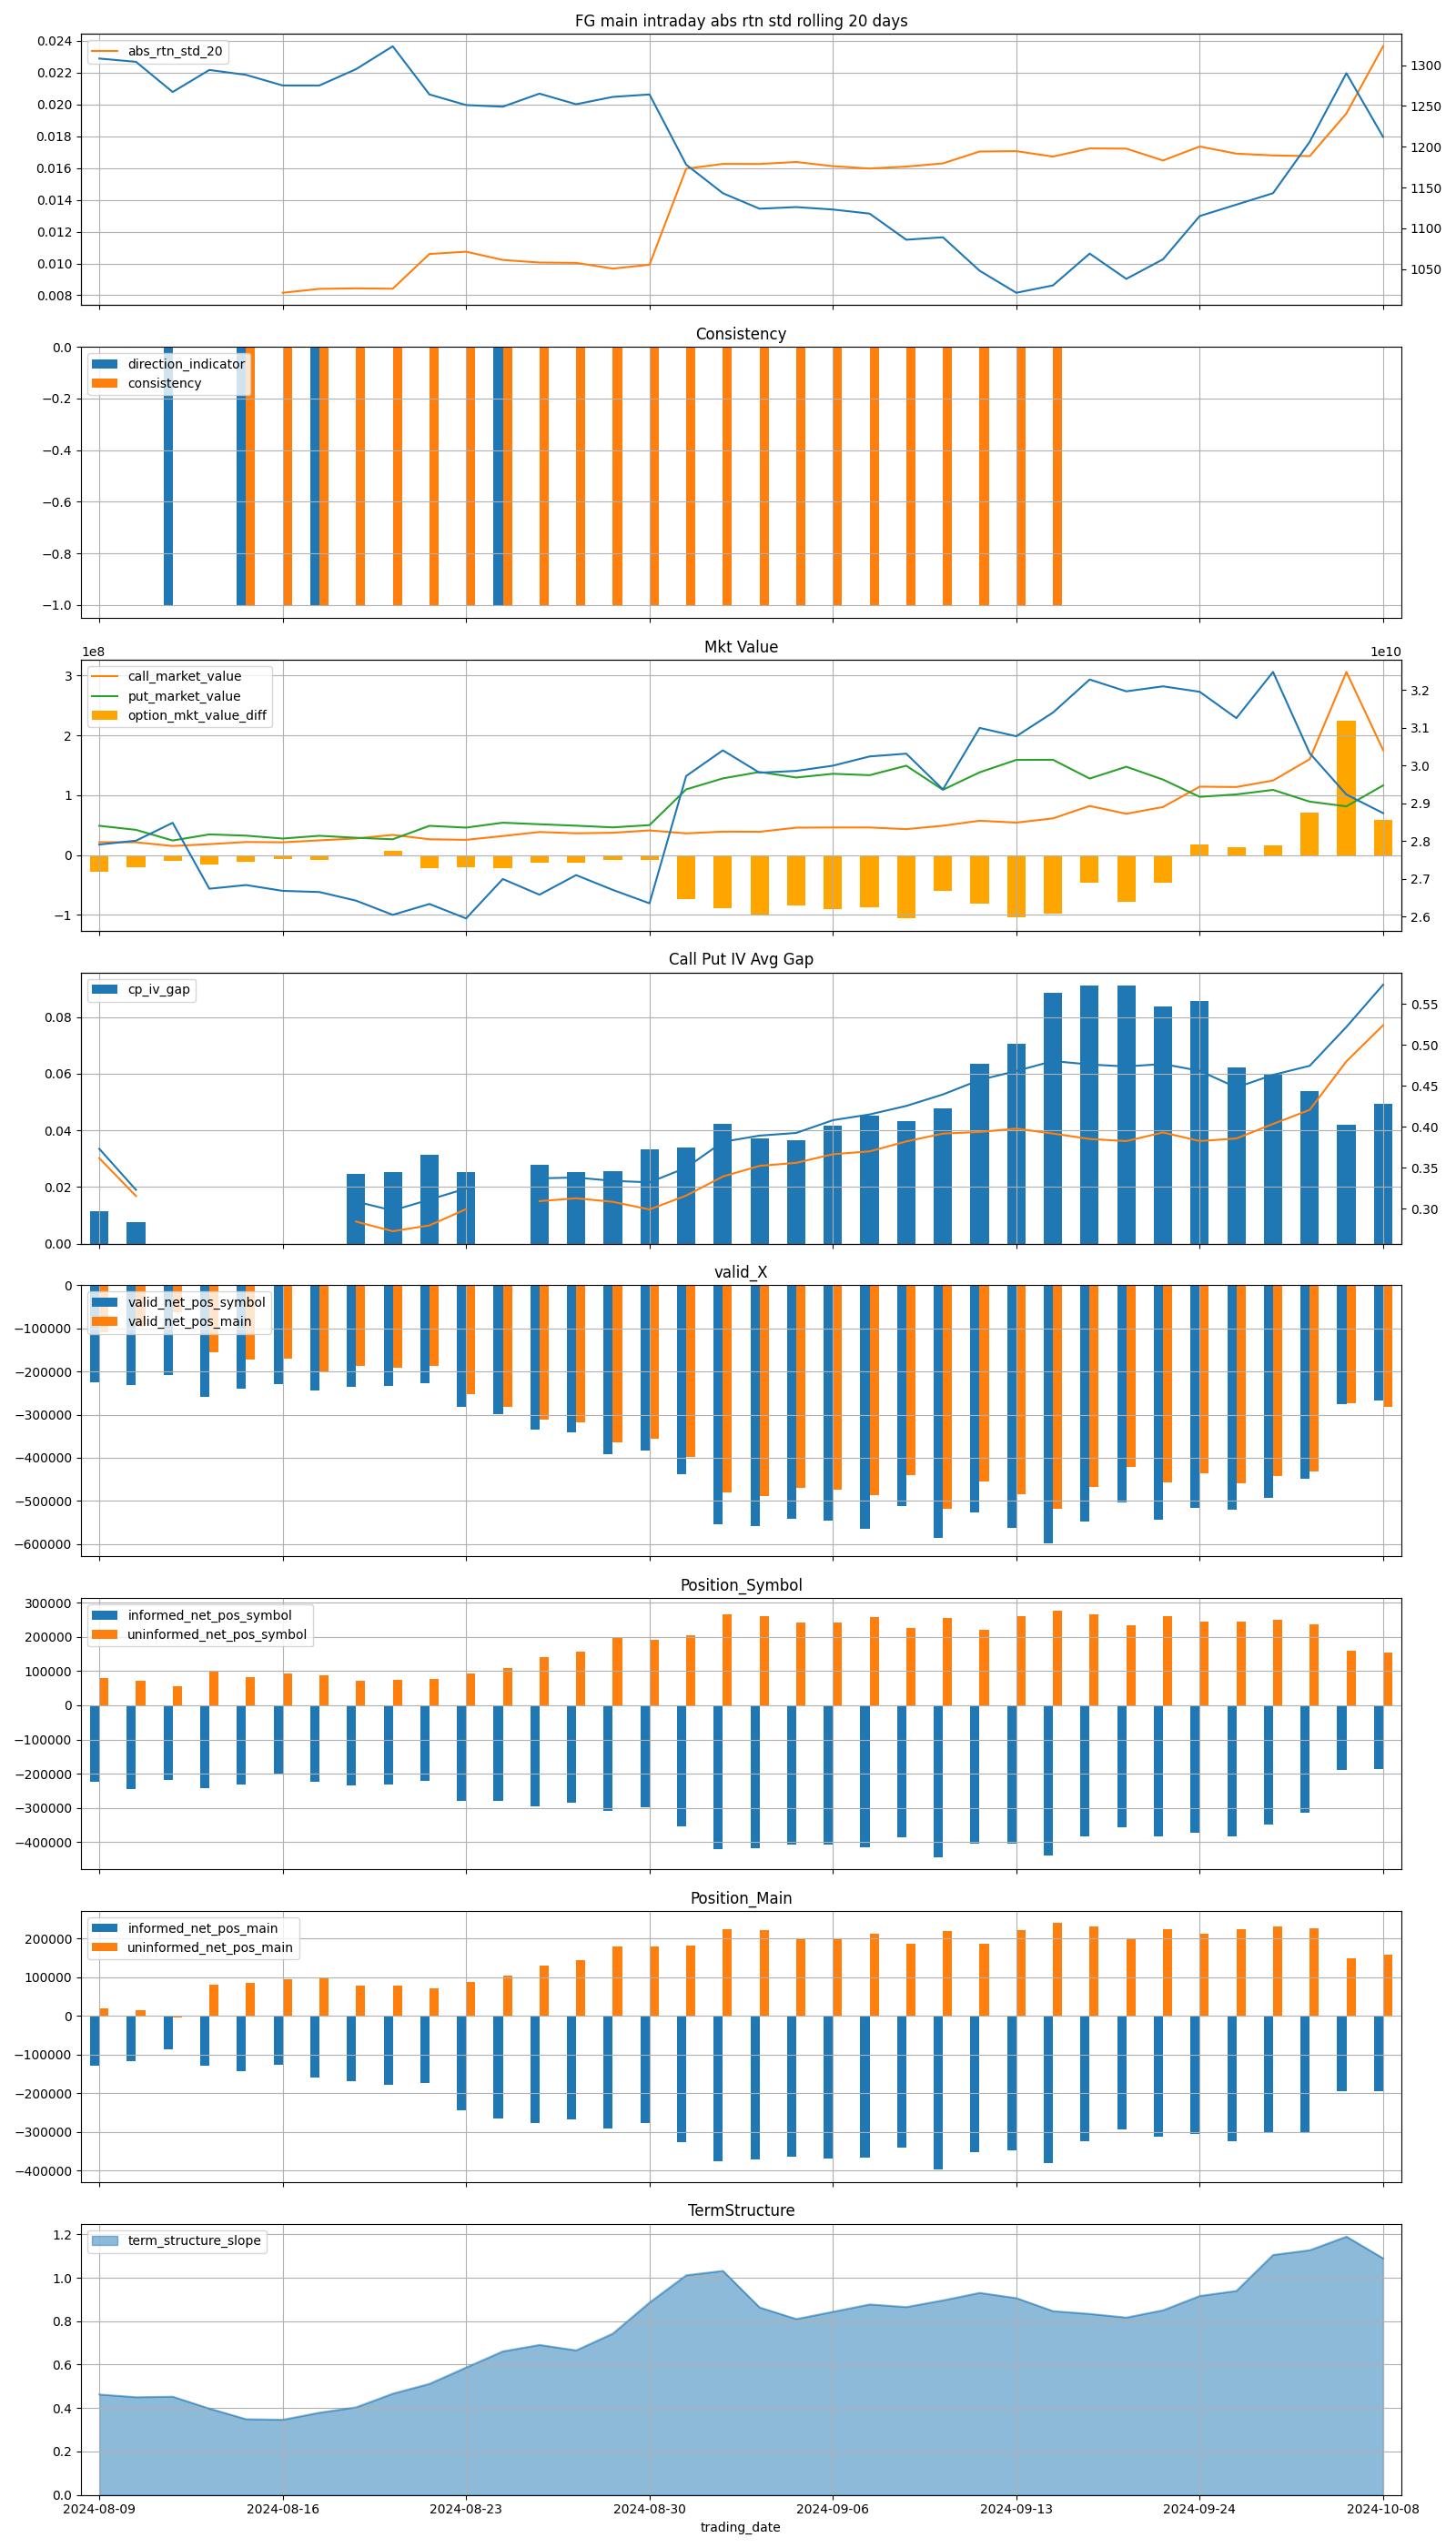 FG main intraday abs rtn std rolling 20 days
abs_rtn_std_20
0.024
0.022
0.020
0.018
0.016
0.014
0.012
0.010
0.008
1300
1250
1200
1150
1100
1050
Consistency
direction_indicator
consistency
0.0
−0.2
−0.4
−0.6
−0.8
−1.0
Mkt Value
1e8
1e10
call_market_value
put_market_value
option_mkt_value_diff
3
2
1
0
−1
3.2
3.1
3.0
2.9
2.8
2.7
2.6
Call Put IV Avg Gap
cp_iv_gap
0.08
0.06
0.04
0.02
0.00
0.55
0.50
0.45
0.40
0.35
0.30
valid_X
valid_net_pos_symbol
valid_net_pos_main
0
−100000
−200000
−300000
−400000
−500000
−600000
Position_Symbol
informed_net_pos_symbol
uninformed_net_pos_symbol
300000
200000
100000
0
−100000
−200000
−300000
−400000
Position_Main
informed_net_pos_main
uninformed_net_pos_main
200000
100000
0
−100000
−200000
−300000
−400000
TermStructure
term_structure_slope
1.2
1.0
0.8
0.6
0.4
0.2
0.0
2024-08-09 2024-08-16 2024-08-23 2024-08-30 2024-09-06 2024-09-13 2024-09-24 2024-10-08
trading_date